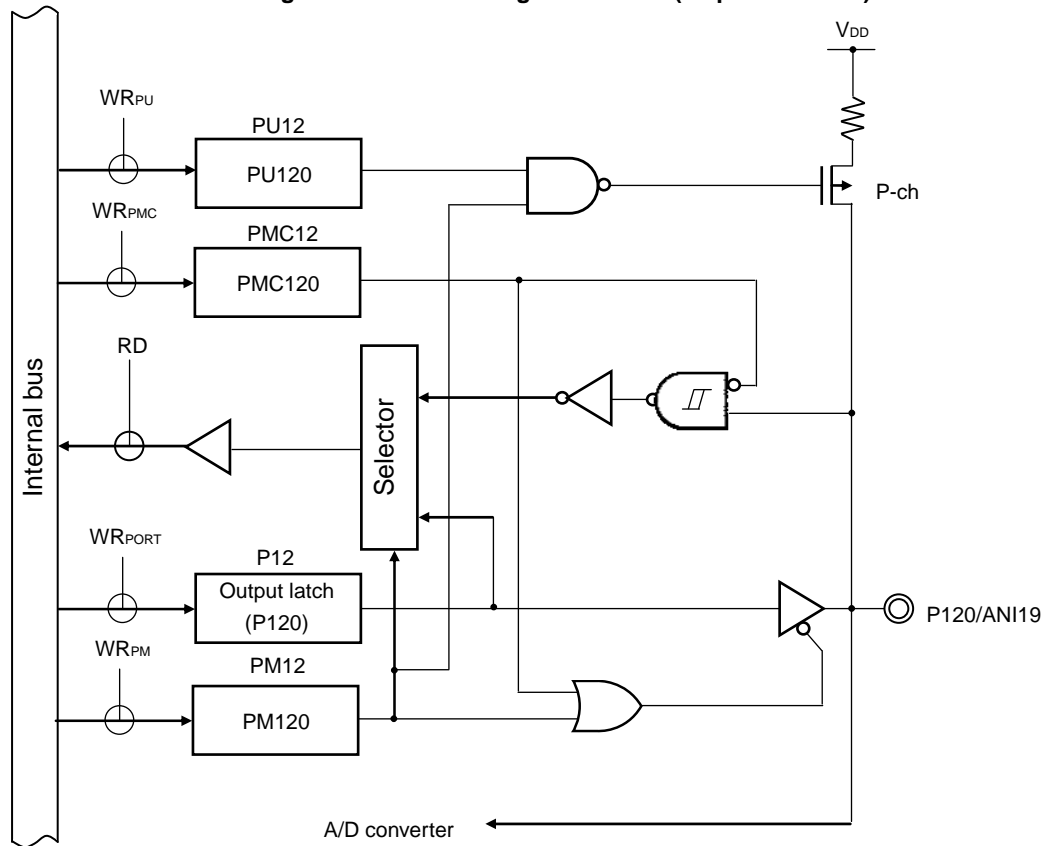 VDD
WRPU
PU12
PU120
P-ch
WRPMC
PMC12
PMC120
RD
Internal bus
Selector
WRPORT
P12
Output latch
(P120)
P120/ANI19
WRPM
PM12
PM120
A/D converter